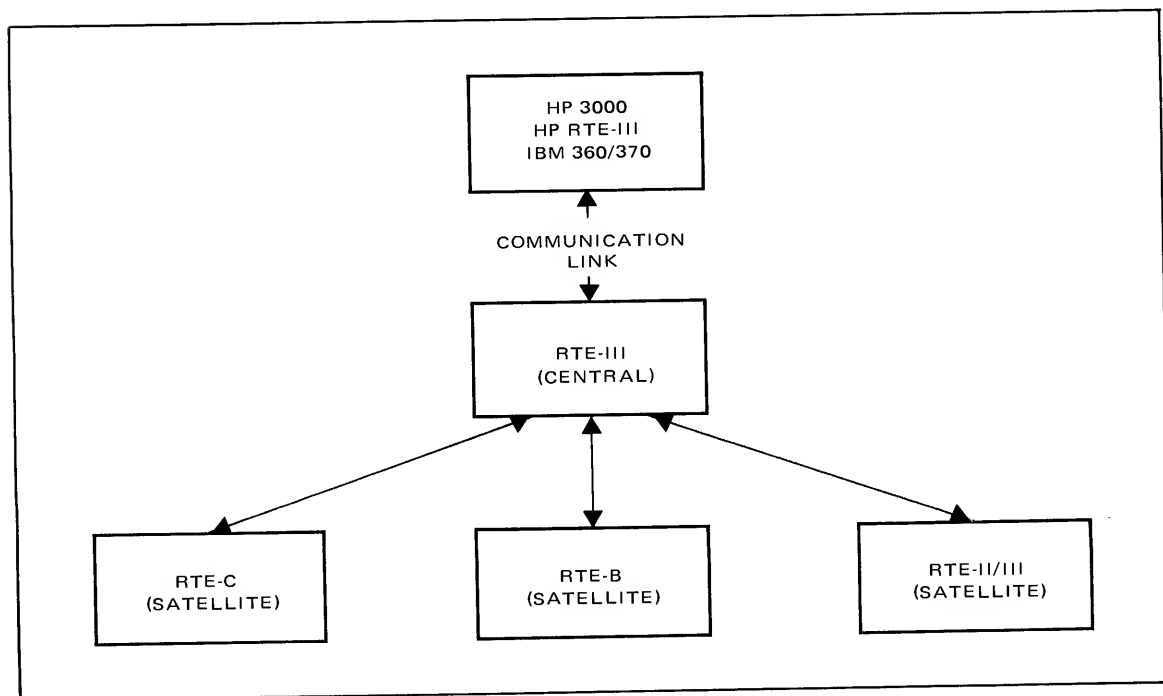 HP 3000
HP RTE-III
IBM 360/370
COMMUNICATION
LINK
RTE-III
(CENTRAL)
RTE-C
(SATELLITE)
RTE-B
(SATELLITE)
RTE-II/III
(SATELLITE)